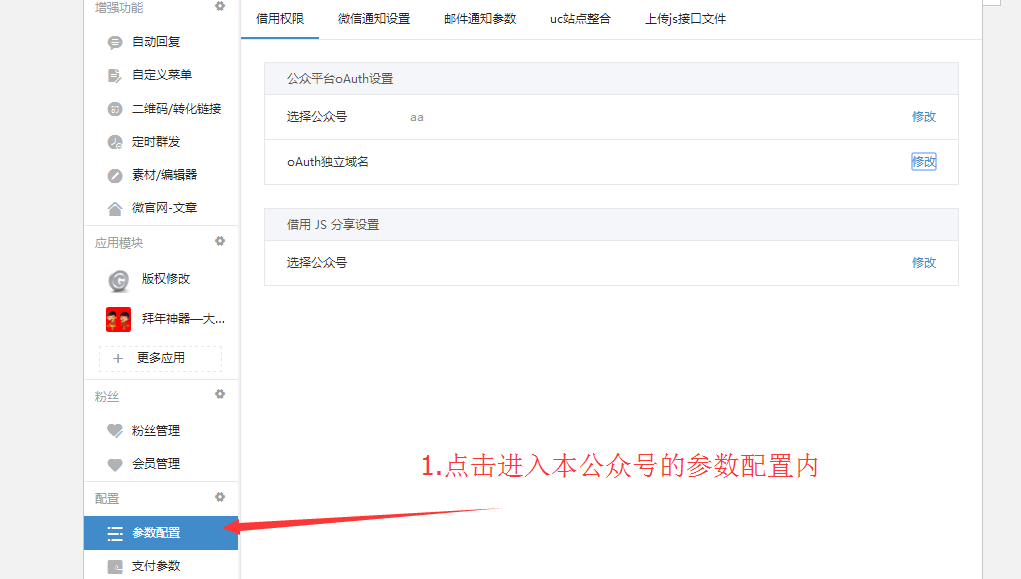 增强功能
自动回复
自定义菜单
二维码/转化链接
定时群发
素材/编辑器
微官网-文章
应用模块
版权修改
拜年神器—大...
更多应用
粉丝
粉丝管理
会员管理
配置
参数配置
支付参数
借用权限 微信通知设置 邮件通知参数 uc站点整合 上传js接口文件
公众平台oAuth设置
选择公众号 aa 修改
oAuth独立域名 修改
借用 JS 分享设置
选择公众号 修改
1.点击进入本公众号的参数配置内